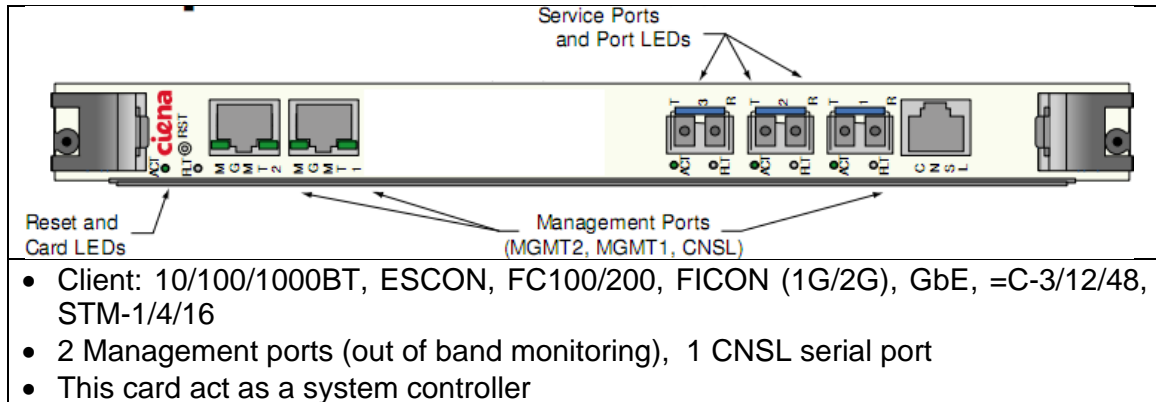 Service Ports
and Port LEDs
ciena
RST
ACT
FLT
MGMT2
MGMT1
T 3 R
T 2 R
T 1 R
ACT FLT
ACT FLT
ACT FLT
CNSL
Reset and
Card LEDs
Management Ports
(MGMT2, MGMT1, CNSL)
• Client: 10/100/1000BT, ESCON, FC100/200, FICON (1G/2G), GbE, =C-3/12/48,
STM-1/4/16
• 2 Management ports (out of band monitoring), 1 CNSL serial port
• This card act as a system controller